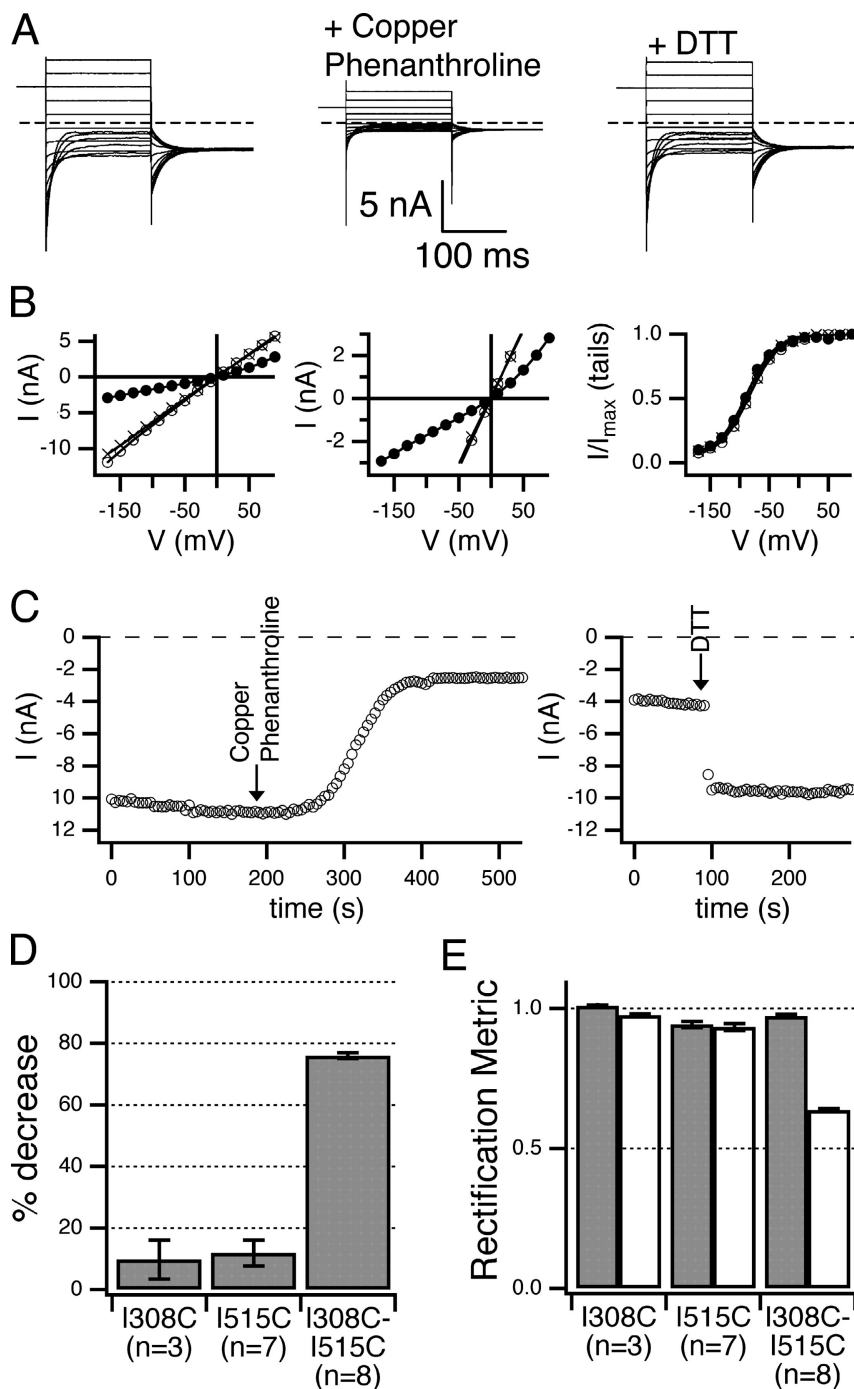 A
+ Copper
Phenanthroline
+ DTT
5 nA
100 ms
B
I (nA)
5
0
-10
-150
-50
50
V (mV)
I (nA)
2
0
-2
-150
-50
50
V (mV)
I/Imax (tails)
1.0
0.5
0.0
-150
-50
50
V (mV)
C
I (nA)
0
-2
-4
-6
-8
10
12
Copper
Phenanthroline
0
100
200
300
400
500
time (s)
I (nA)
0
-2
-4
-6
-8
-10
-12
DTT
0
100
200
time (s)
D
% decrease
100
80
60
40
20
0
I308C
(n=3)
I515C
(n=7)
I308C-
I515C
(n=8)
E
Rectification Metric
1.0
0.5
0.0
I308C
(n=3)
I515C
(n=7)
I308C-
I515C
(n=8)